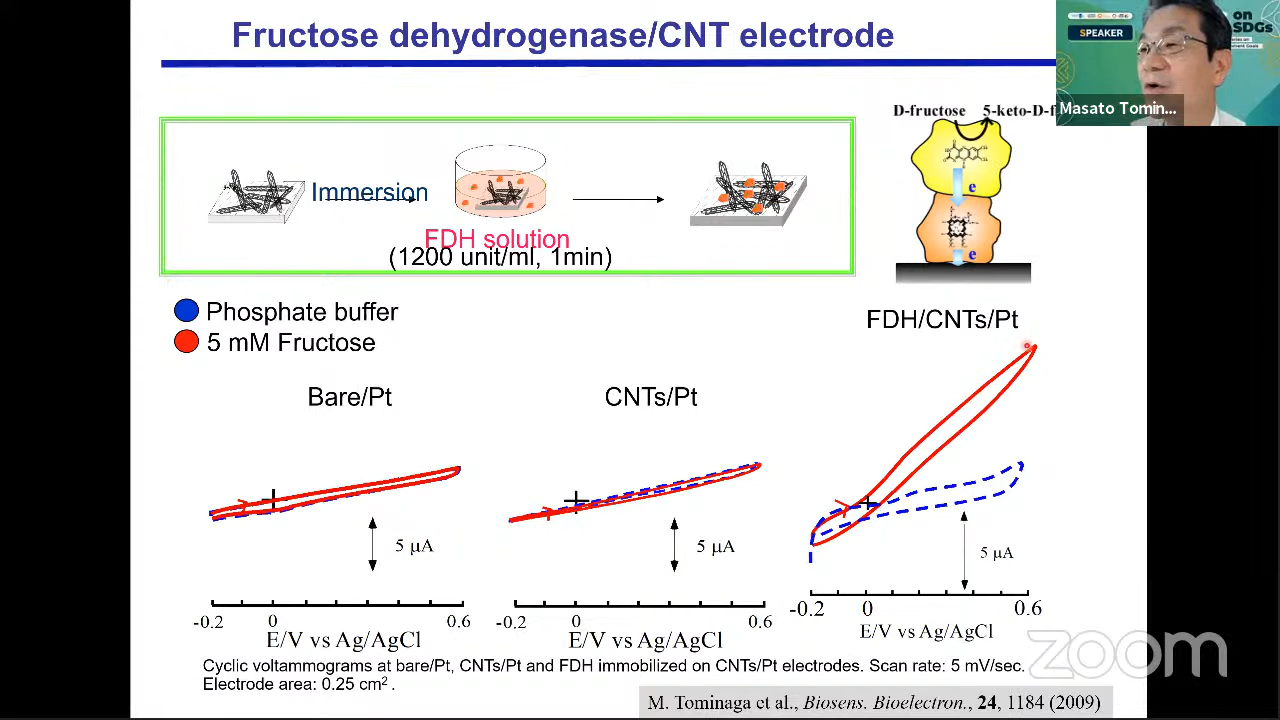 Fructose dehydrogenase/CNT electrode
on
SDGs
SPEAKER
Masato Tomin...
D-fructose 5-keto-D-f
Immersion
FDH solution
(1200 unit/ml, 1min)
e
e
Phosphate buffer
5 mM Fructose
FDH/CNTs/Pt
Bare/Pt
CNTs/Pt
5 μA
5 μA
5 μA
-0.2 0 0.6
E/V vs Ag/AgCl
-0.2 0 0.6
E/V vs Ag/AgCl
-0.2 0 0.6
E/V vs Ag/AgCl
zoom
Cyclic voltammograms at bare/Pt, CNTs/Pt and FDH immobilized on CNTs/Pt electrodes. Scan rate: 5 mV/sec.
Electrode area: 0.25 cm².
M. Tominaga et al., Biosens. Bioelectron., 24, 1184 (2009)